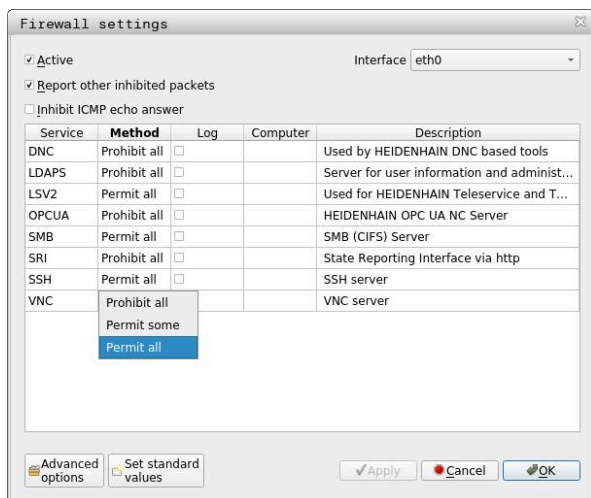 Firewall settings
Active
Interface eth0
Report other inhibited packets
Inhibit ICMP echo answer
Service Method Log Computer Description
DNC Prohibit all Used by HEIDENHAIN DNC based tools
LDAPS Prohibit all Server for user information and administ...
LSV2 Permit all Used for HEIDENHAIN Teleservice and T...
OPCUA Prohibit all HEIDENHAIN OPC UA NC Server
SMB Permit all SMB (CIFS) Server
SRI Prohibit all State Reporting Interface via http
SSH Permit all SSH server
VNC VNC server
Prohibit all
Permit some
Permit all
Advanced options
Set standard values
Apply
Cancel
OK